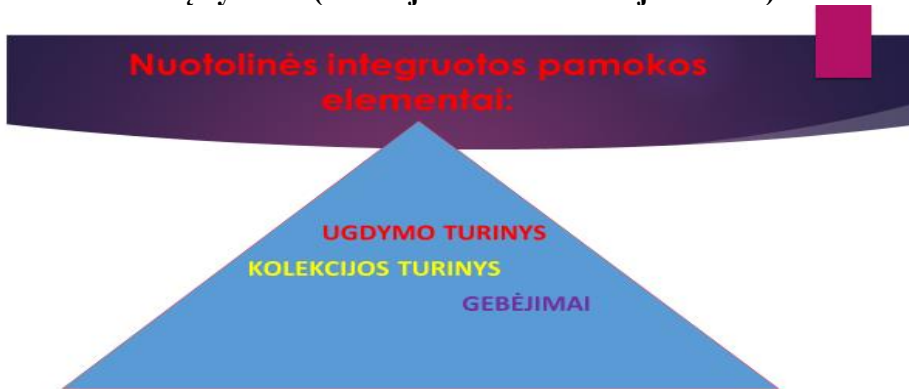 Nuotolinės integruotos pamokos
elementai:
UGDYMO TURINYS
KOLEKCIJOS TURINYS
GEBĖJIMAI